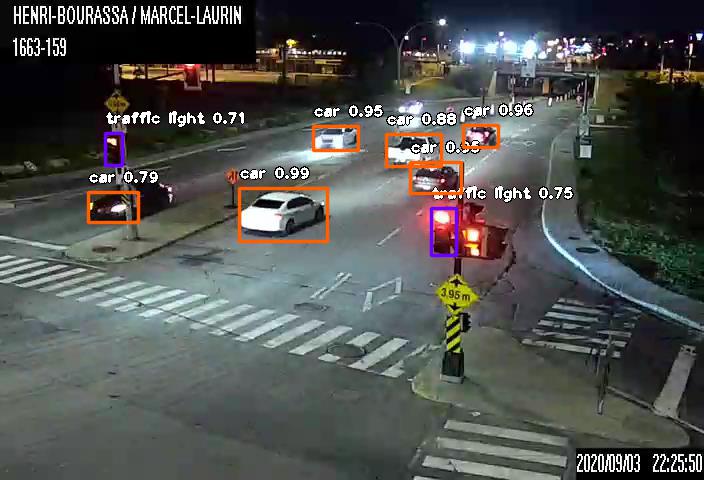 HENRI-BOURASSA / MARCEL-LAURIN
1663-159
car 0.95
car 0.96
car 0.88
traffic light 0.71
car 0.79
car 0.99
traffic light 0.75
3.95 m
2020/09/03 22:25:50